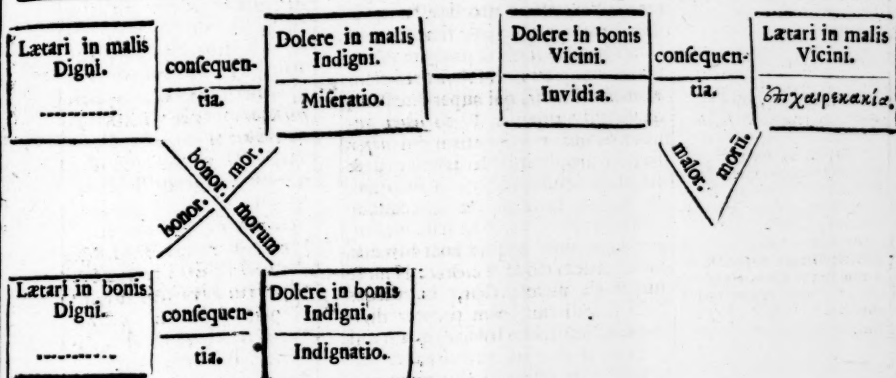 Lætari in malis
Digni.
consequen-
tia.
Dolere in malis
Indigni.
Miseratio.
Dolere in bonis
Vicini.
Invidia.
consequen-
tia.
Lætari in malis
Vicini.
ἐπιχαιρεκακία.
bonor. morum
bonor. mor.
malor. morū.
Lætari in bonis
Digni.
consequen-
tia.
Dolere in bonis
Indigni.
Indignatio.